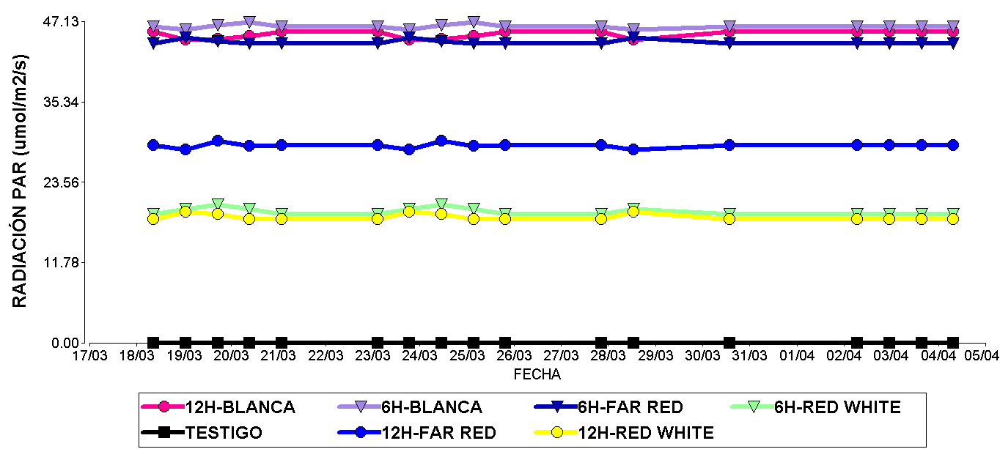 RADIACIÓN PAR (umol/m2/s)
47.13
35.34
23.56
11.78
0.00
17/03 18/03 19/03 20/03 21/03 22/03 23/03 24/03 25/03 26/03 27/03 28/03 29/03 30/03 31/03 01/04 02/04 03/04 04/04 05/04
FECHA
12H-BLANCA 6H-BLANCA 6H-FAR RED 6H-RED WHITE
TESTIGO 12H-FAR RED 12H-RED WHITE